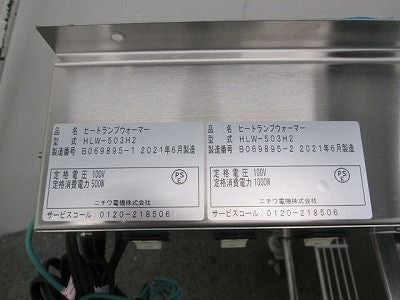 品名 ヒートランプウォーマー
型式 HLW-503H2
製造番号 B069895-1 2021年6月製造
定格電圧 100V
定格消費電力 500W
PS E
ニチワ電機株式会社
サービスコール：0120-218506
品名 ヒートランプウォーマー
型式 HLW-503H2
製造番号 B069895-2 2021年6月製造
定格電圧 100V
定格消費電力 1000W
PS E
ニチワ電機株式会社
サービスコール：0120-218506